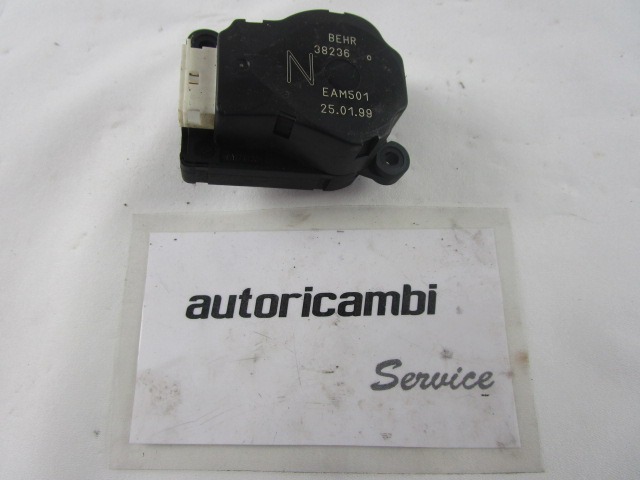 BEHR
38236
N
EAM501
25.01.99
autoricambi
Service